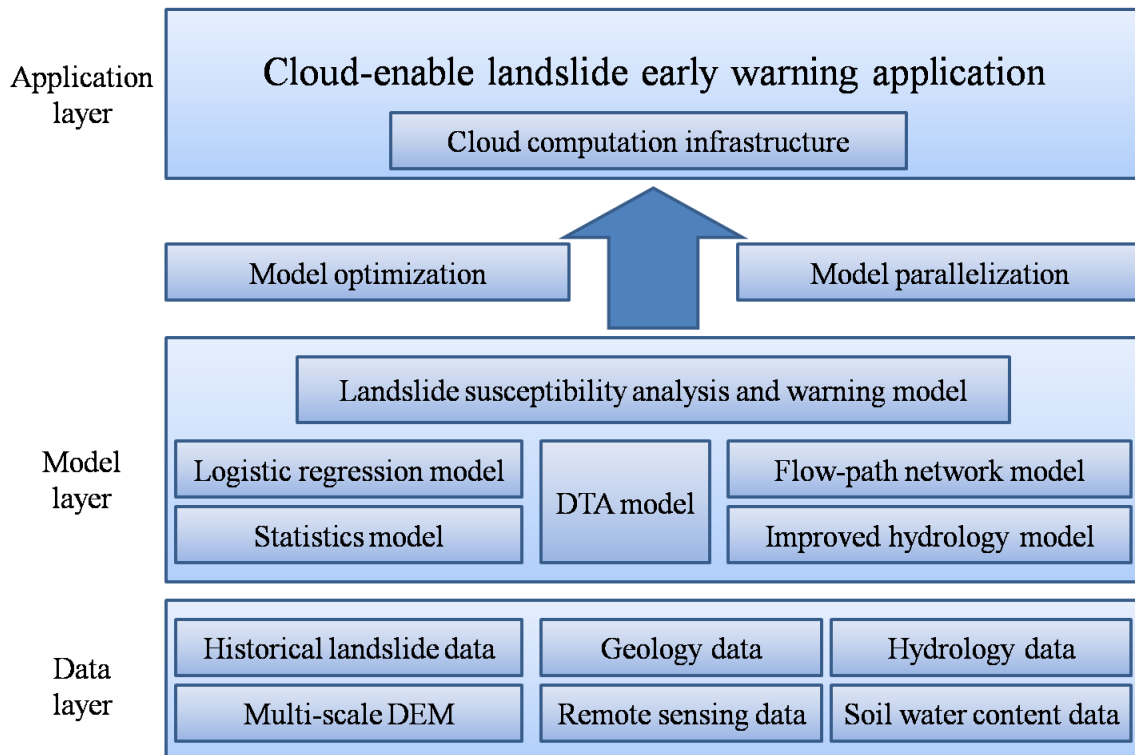 Application
layer
Cloud-enable landslide early warning application
Cloud computation infrastructure
Model optimization
Model parallelization
Model
layer
Landslide susceptibility analysis and warning model
Logistic regression model
Statistics model
DTA model
Flow-path network model
Improved hydrology model
Data
layer
Historical landslide data
Geology data
Hydrology data
Multi-scale DEM
Remote sensing data
Soil water content data